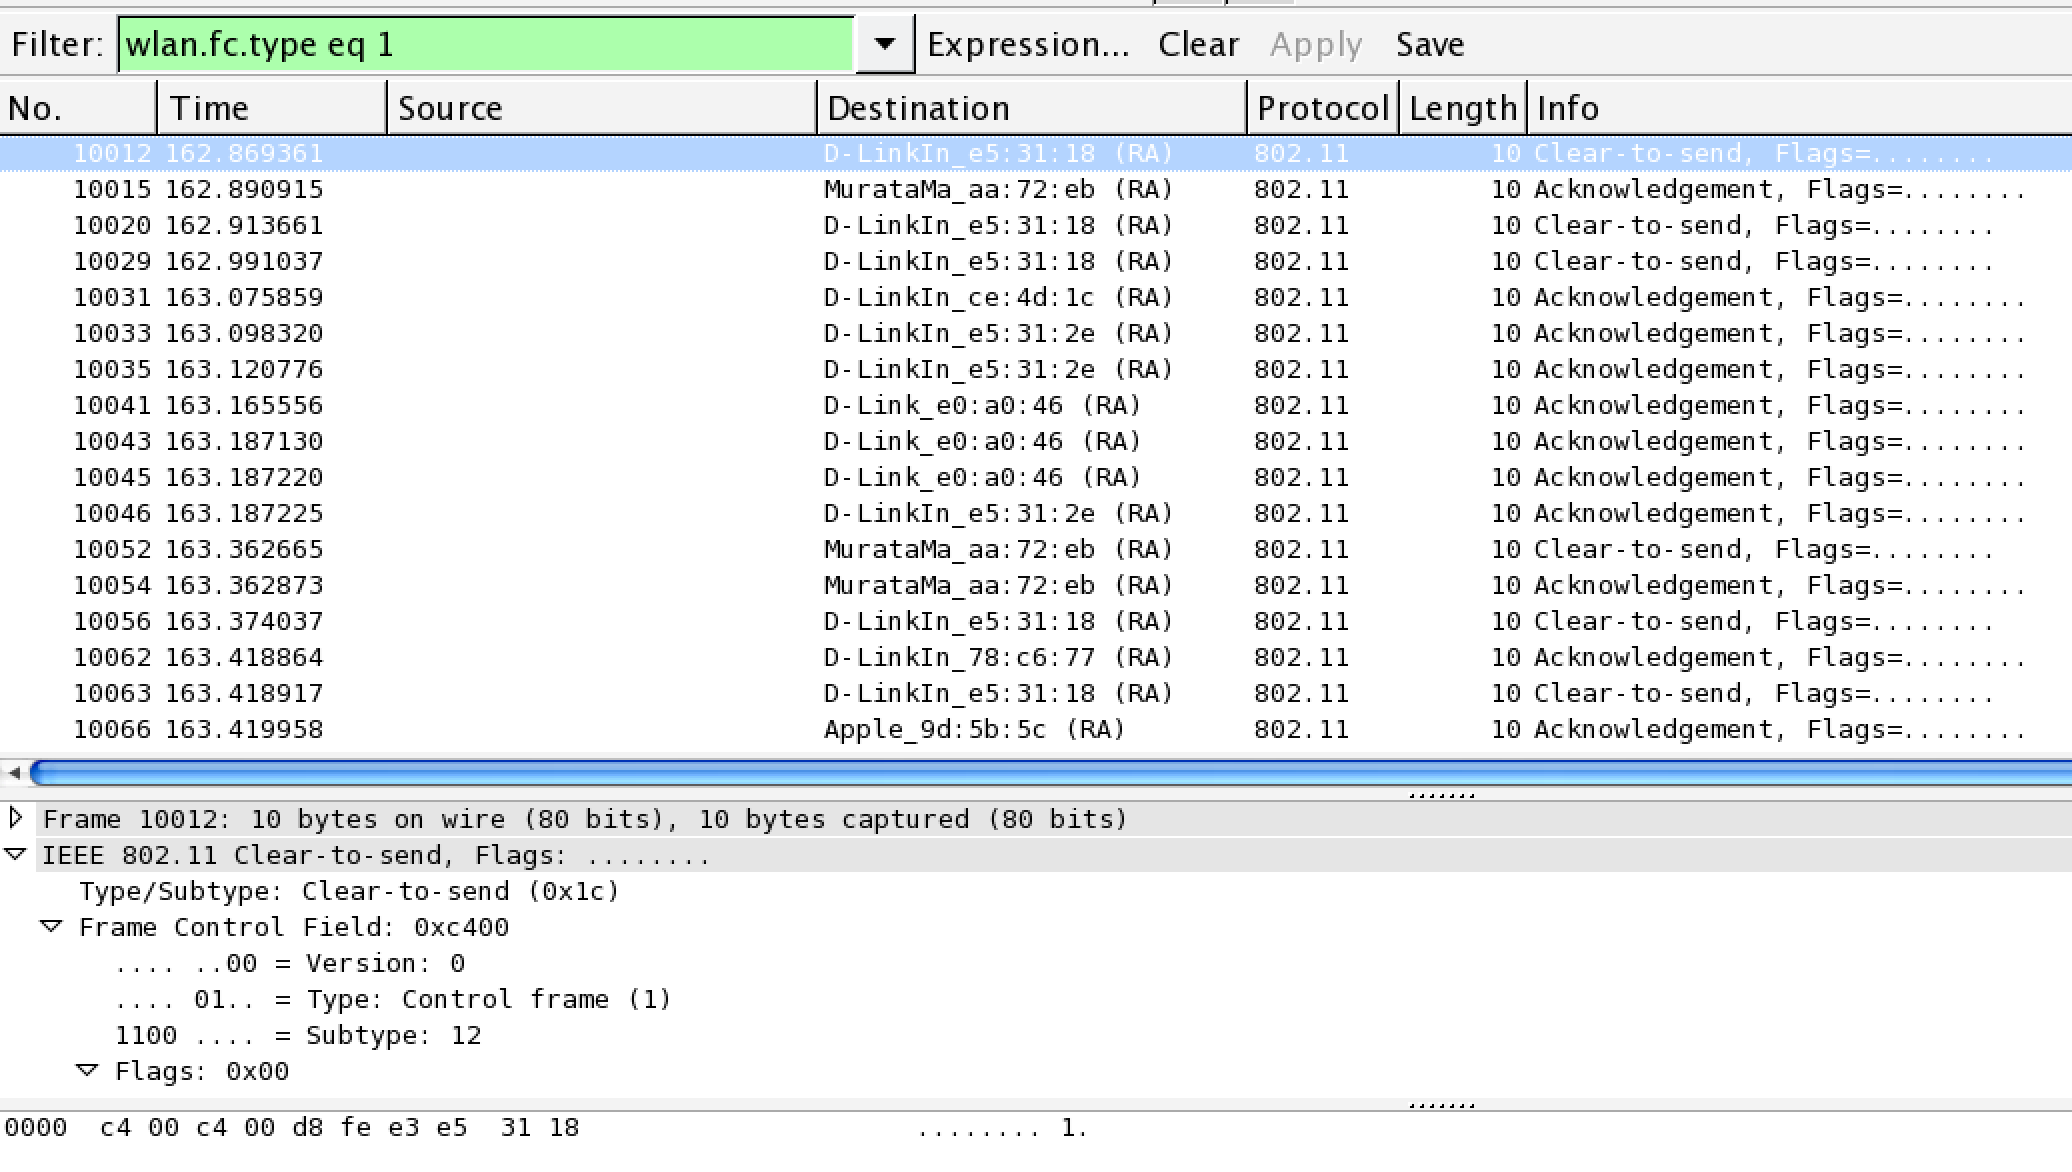 Filter: wlan.fc.type eq 1 Expression... Clear Apply Save
No. Time Source Destination Protocol Length Info
10012 162.869361 D-LinkIn_e5:31:18 (RA) 802.11 10 Clear-to-send, Flags=........
10015 162.890915 MurataMa_aa:72:eb (RA) 802.11 10 Acknowledgement, Flags=........
10020 162.913661 D-LinkIn_e5:31:18 (RA) 802.11 10 Clear-to-send, Flags=........
10029 162.991037 D-LinkIn_e5:31:18 (RA) 802.11 10 Clear-to-send, Flags=........
10031 163.075859 D-LinkIn_ce:4d:1c (RA) 802.11 10 Acknowledgement, Flags=........
10033 163.098320 D-LinkIn_e5:31:2e (RA) 802.11 10 Acknowledgement, Flags=........
10035 163.120776 D-LinkIn_e5:31:2e (RA) 802.11 10 Acknowledgement, Flags=........
10041 163.165556 D-Link_e0:a0:46 (RA) 802.11 10 Acknowledgement, Flags=........
10043 163.187130 D-Link_e0:a0:46 (RA) 802.11 10 Acknowledgement, Flags=........
10045 163.187220 D-Link_e0:a0:46 (RA) 802.11 10 Acknowledgement, Flags=........
10046 163.187225 D-LinkIn_e5:31:2e (RA) 802.11 10 Acknowledgement, Flags=........
10052 163.362665 MurataMa_aa:72:eb (RA) 802.11 10 Clear-to-send, Flags=........
10054 163.362873 MurataMa_aa:72:eb (RA) 802.11 10 Acknowledgement, Flags=........
10056 163.374037 D-LinkIn_e5:31:18 (RA) 802.11 10 Clear-to-send, Flags=........
10062 163.418864 D-LinkIn_78:c6:77 (RA) 802.11 10 Acknowledgement, Flags=........
10063 163.418917 D-LinkIn_e5:31:18 (RA) 802.11 10 Clear-to-send, Flags=........
10066 163.419958 Apple_9d:5b:5c (RA) 802.11 10 Acknowledgement, Flags=........
Frame 10012: 10 bytes on wire (80 bits), 10 bytes captured (80 bits)
IEEE 802.11 Clear-to-send, Flags: ........
Type/Subtype: Clear-to-send (0x1c)
Frame Control Field: 0xc400
.... ..00 = Version: 0
.... 01.. = Type: Control frame (1)
1100 .... = Subtype: 12
Flags: 0x00
0000 c4 00 c4 00 d8 fe e3 e5 31 18 ........ 1.